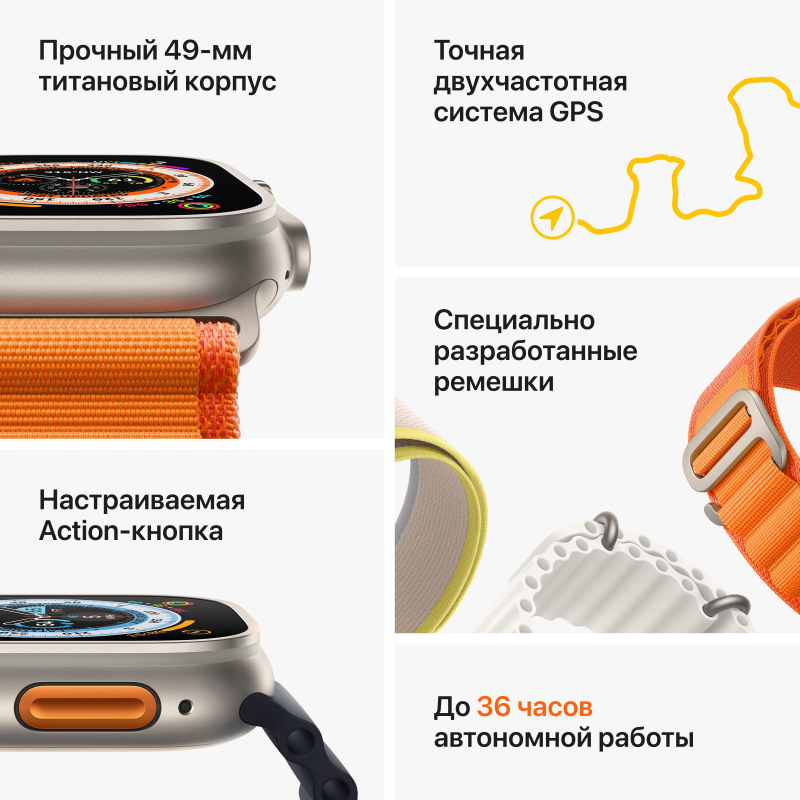 Прочный 49-мм
титановый корпус
Точная
двухчастотная
система GPS
Специально
разработанные
ремешки
Настраиваемая
Action-кнопка
До 36 часов
автономной работы